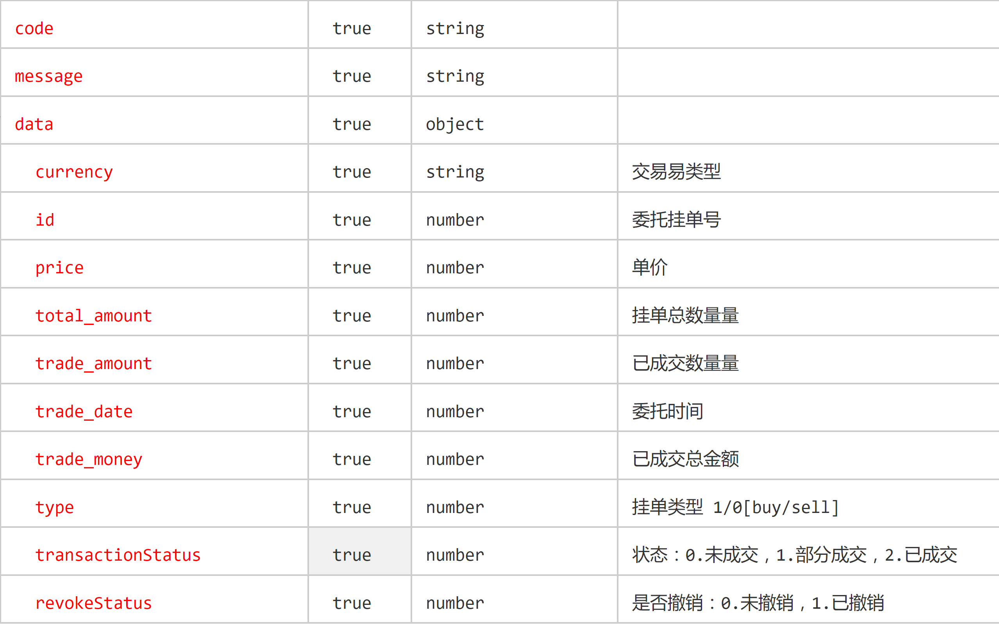 code true string
message true string
data true object
currency true string 交易易类型
id true number 委托挂单号
price true number 单价
total_amount true number 挂单总数量量
trade_amount true number 已成交数量量
trade_date true number 委托时间
trade_money true number 已成交总金额
type true number 挂单类型 1/0[buy/sell]
transactionStatus true number 状态：0.未成交，1.部分成交，2.已成交
revokeStatus true number 是否撤销：0.未撤销，1.已撤销